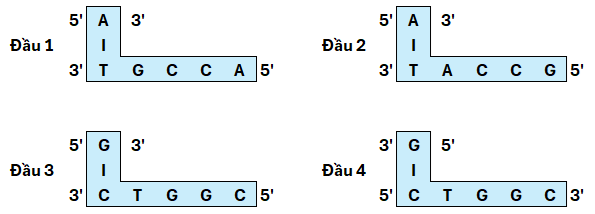 5' A 3'
Đầu 1 I
3' T G C C A 5'
5' A 3'
Đầu 2 I
3' T A C C G 5'
5' G 3'
Đầu 3 I
3' C T G G C 5'
3' G 5'
Đầu 4 I
5' C T G G C 3'